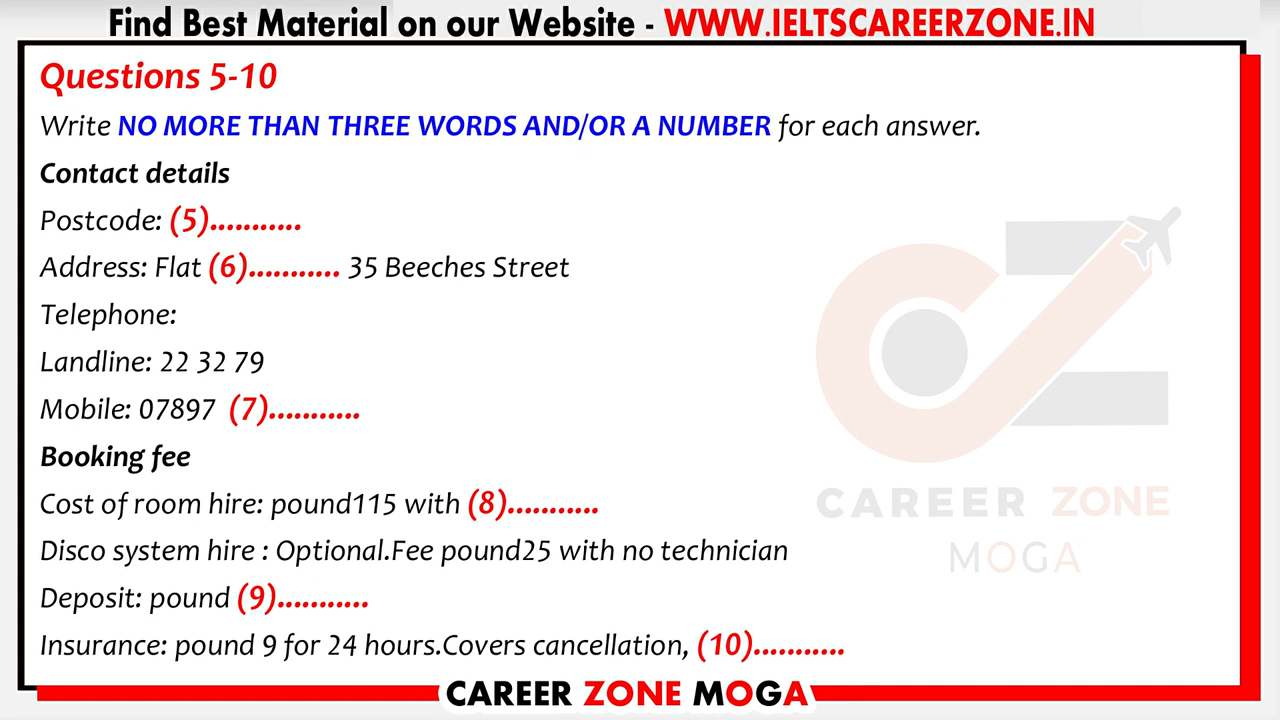 Find Best Material on our Website - WWW.IELTSCAREERZONE.IN
Questions 5-10
Write NO MORE THAN THREE WORDS AND/OR A NUMBER for each answer.
Contact details
Postcode: (5)...........
Address: Flat (6)........... 35 Beeches Street
Telephone:
Landline: 22 32 79
Mobile: 07897 (7)...........
Booking fee
Cost of room hire: pound115 with (8)...........
Disco system hire : Optional.Fee pound25 with no technician
Deposit: pound (9)...........
Insurance: pound 9 for 24 hours.Covers cancellation, (10)...........
CZ
CAREER ZONE
MOGA
CAREER ZONE MOGA